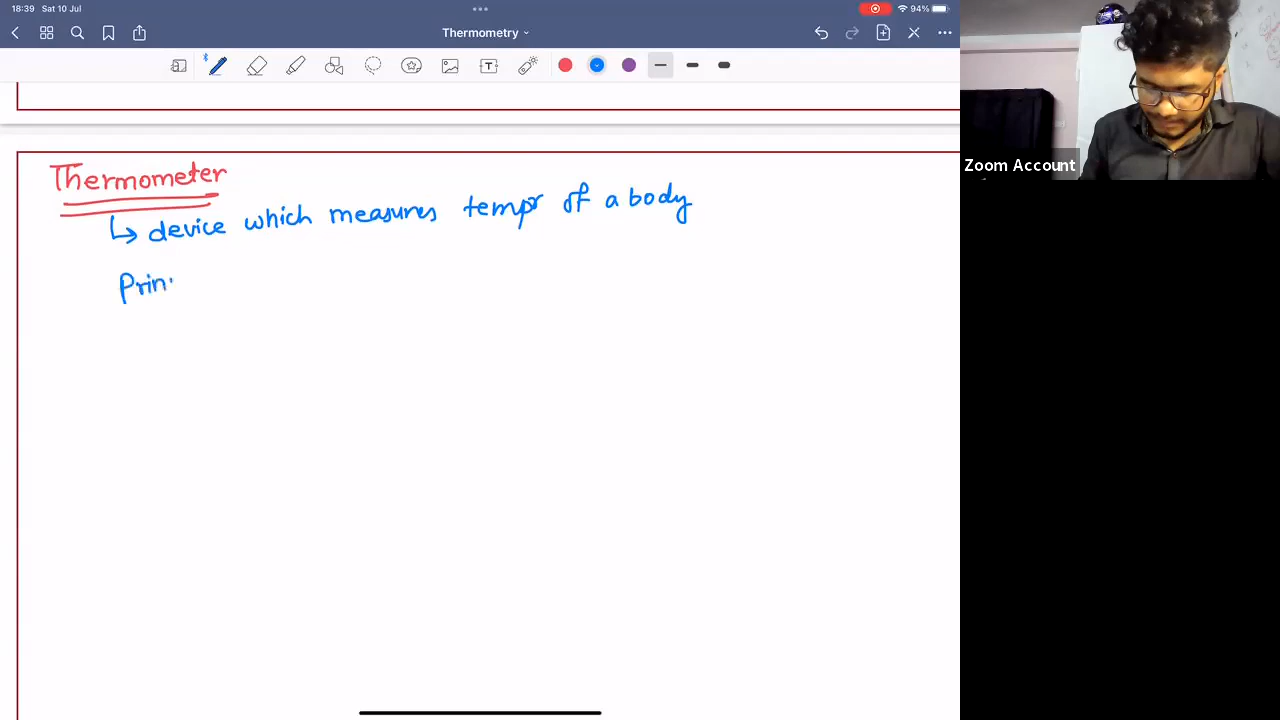 18:39 Sat 10 Jul
94%
Thermometry
T
Thermometer
device which measures tempr of a body
Prin
Zoom Account